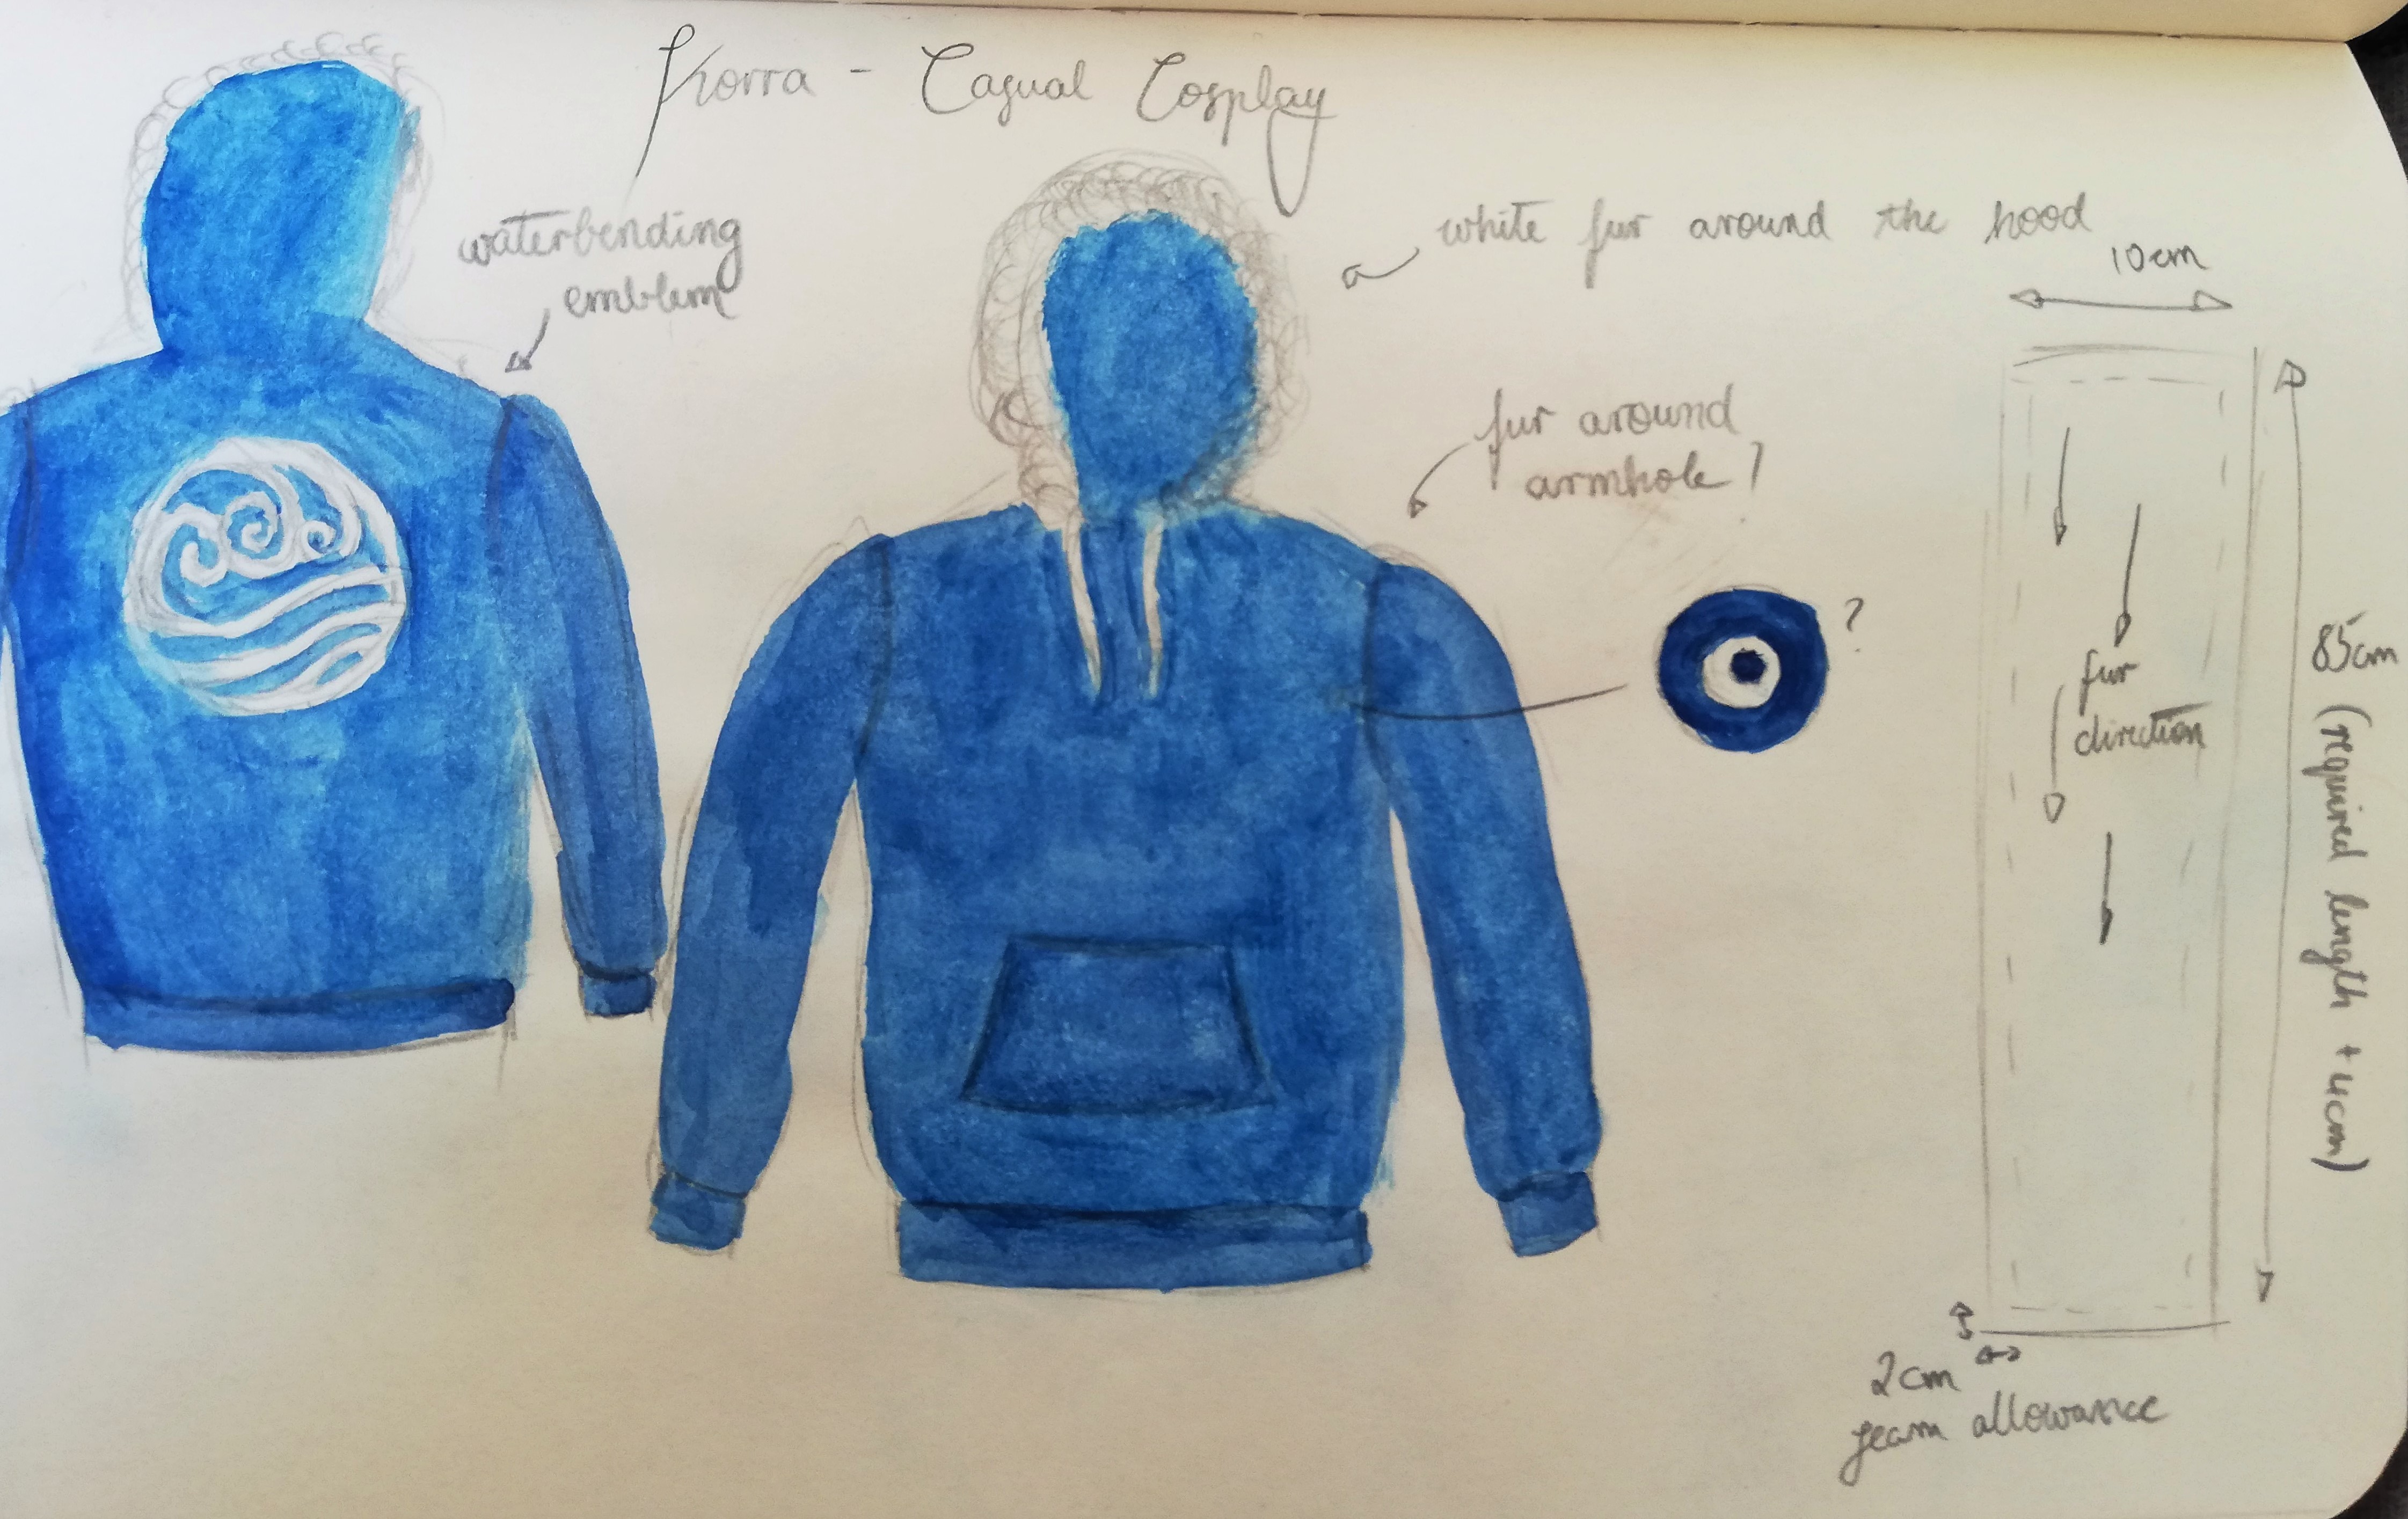 Korra - Casual Cosplay
waterbending
emblem
white fur around the hood
fur around
armhole?
?
10cm
fur
direction
85cm (required length + 4cm)
2cm
seam allowance